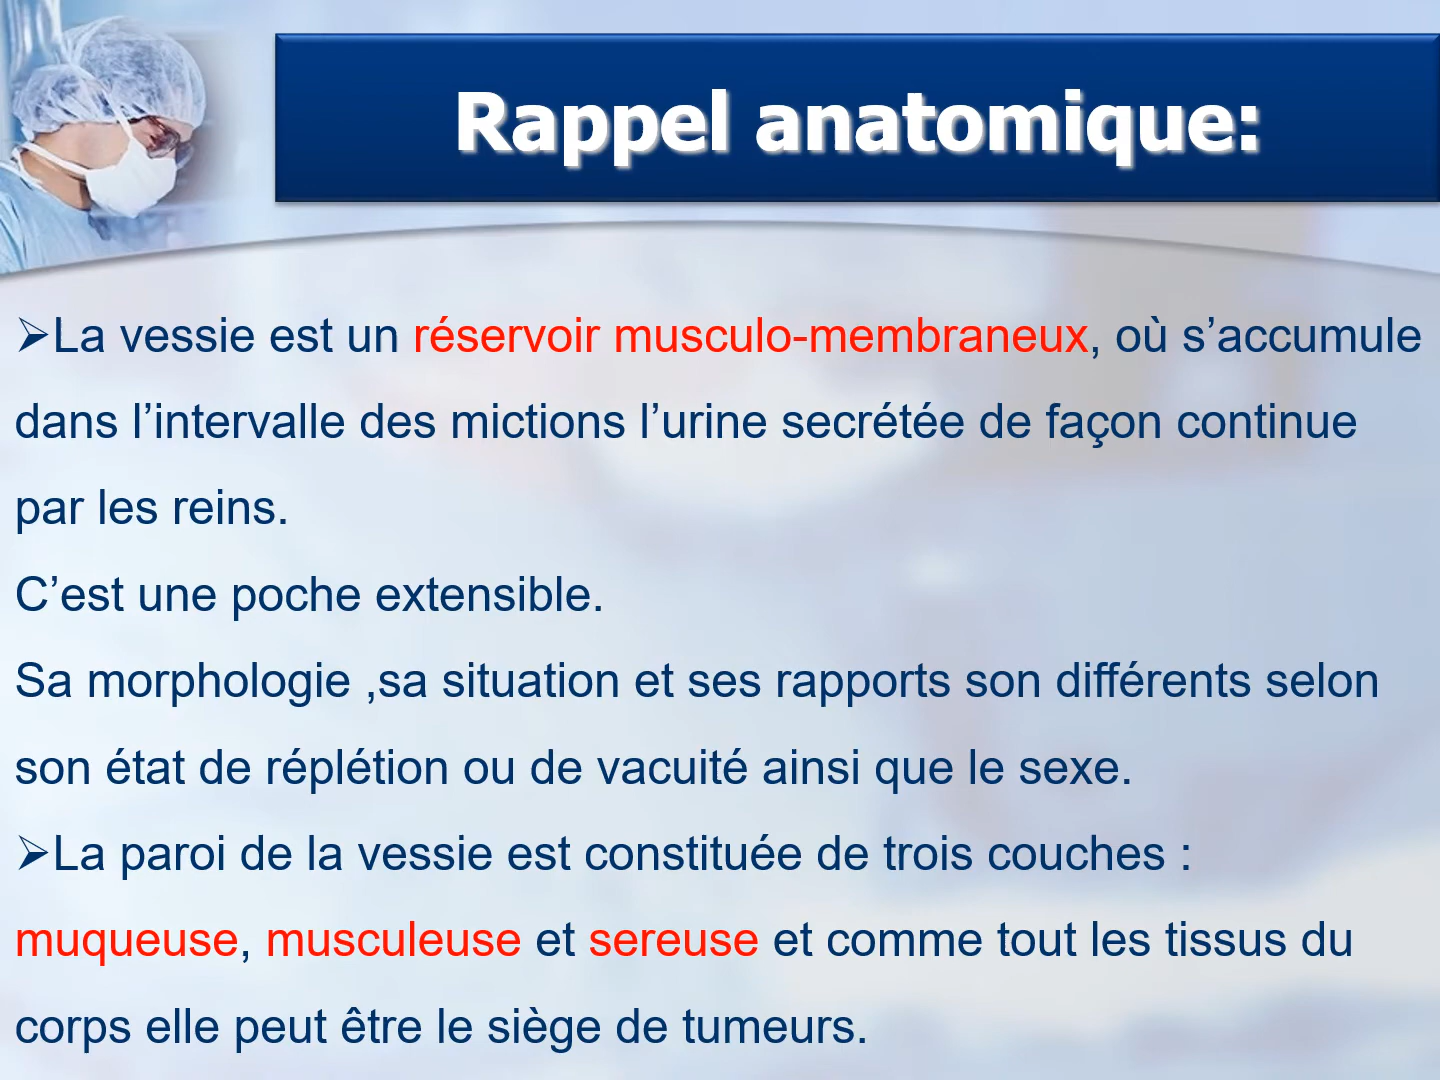 Rappel anatomique:
➢La vessie est un réservoir musculo-membraneux, où s’accumule
dans l’intervalle des mictions l’urine secrétée de façon continue
par les reins.
C’est une poche extensible.
Sa morphologie ,sa situation et ses rapports son différents selon
son état de réplétion ou de vacuité ainsi que le sexe.
➢La paroi de la vessie est constituée de trois couches :
muqueuse, musculeuse et sereuse et comme tout les tissus du
corps elle peut être le siège de tumeurs.